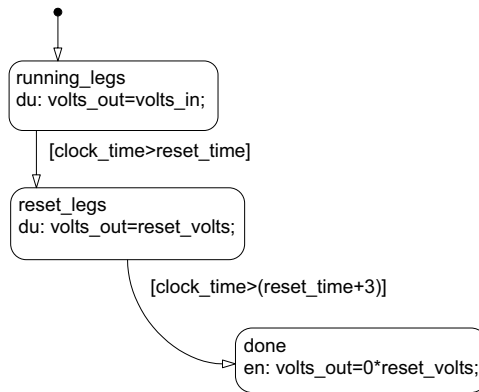 running_legs
du: volts_out=volts_in;
[clock_time>reset_time]
reset_legs
du: volts_out=reset_volts;
[clock_time>(reset_time+3)]
done
en: volts_out=0*reset_volts;